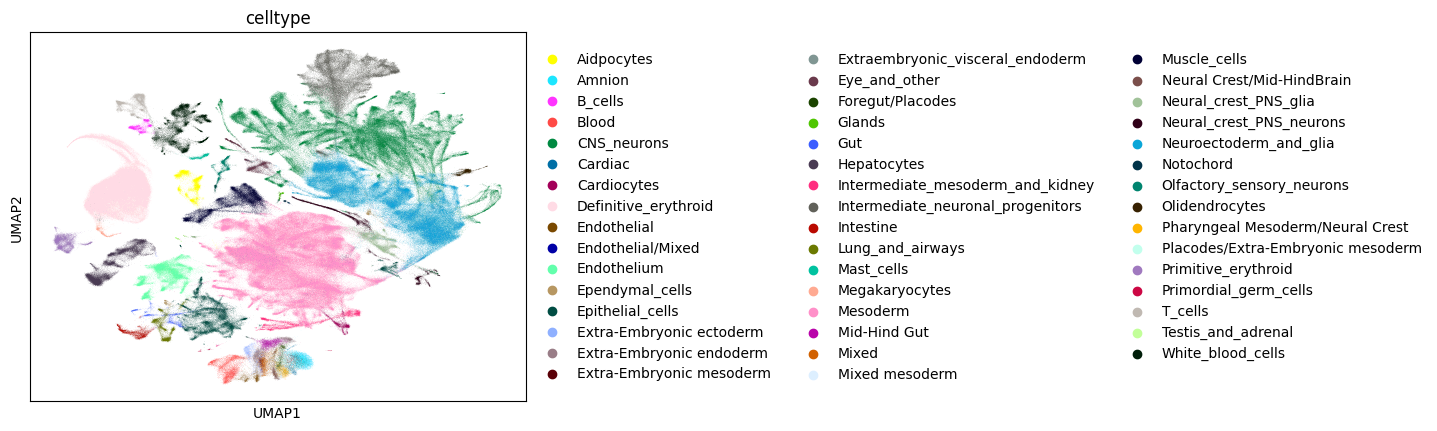 celltype
UMAP2
UMAP1
Aidpocytes
Amnion
B_cells
Blood
CNS_neurons
Cardiac
Cardiocytes
Definitive_erythroid
Endothelial
Endothelial/Mixed
Endothelium
Ependymal_cells
Epithelial_cells
Extra-Embryonic ectoderm
Extra-Embryonic endoderm
Extra-Embryonic mesoderm
Extraembryonic_visceral_endoderm
Eye_and_other
Foregut/Placodes
Glands
Gut
Hepatocytes
Intermediate_mesoderm_and_kidney
Intermediate_neuronal_progenitors
Intestine
Lung_and_airways
Mast_cells
Megakaryocytes
Mesoderm
Mid-Hind Gut
Mixed
Mixed mesoderm
Muscle_cells
Neural Crest/Mid-HindBrain
Neural_crest_PNS_glia
Neural_crest_PNS_neurons
Neuroectoderm_and_glia
Notochord
Olfactory_sensory_neurons
Olidendrocytes
Pharyngeal Mesoderm/Neural Crest
Placodes/Extra-Embryonic mesoderm
Primitive_erythroid
Primordial_germ_cells
T_cells
Testis_and_adrenal
White_blood_cells